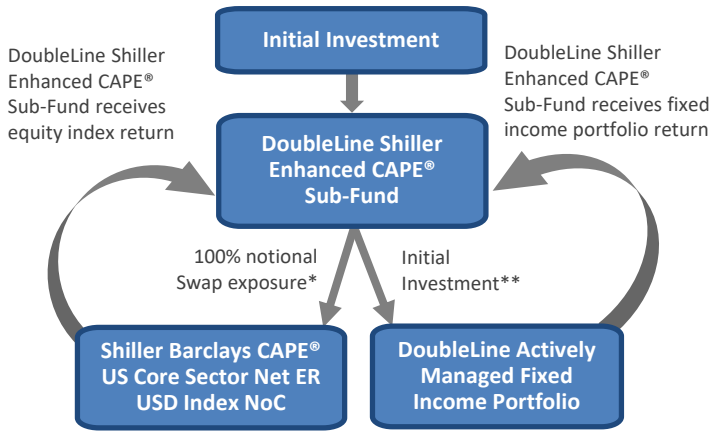 Initial Investment
DoubleLine Shiller
Enhanced CAPE®
Sub-Fund receives
equity index return
DoubleLine Shiller
Enhanced CAPE®
Sub-Fund receives fixed
income portfolio return
DoubleLine Shiller
Enhanced CAPE®
Sub-Fund
100% notional
Swap exposure*
Initial
Investment**
Shiller Barclays CAPE®
US Core Sector Net ER
USD Index NoC
DoubleLine Actively
Managed Fixed
Income Portfolio